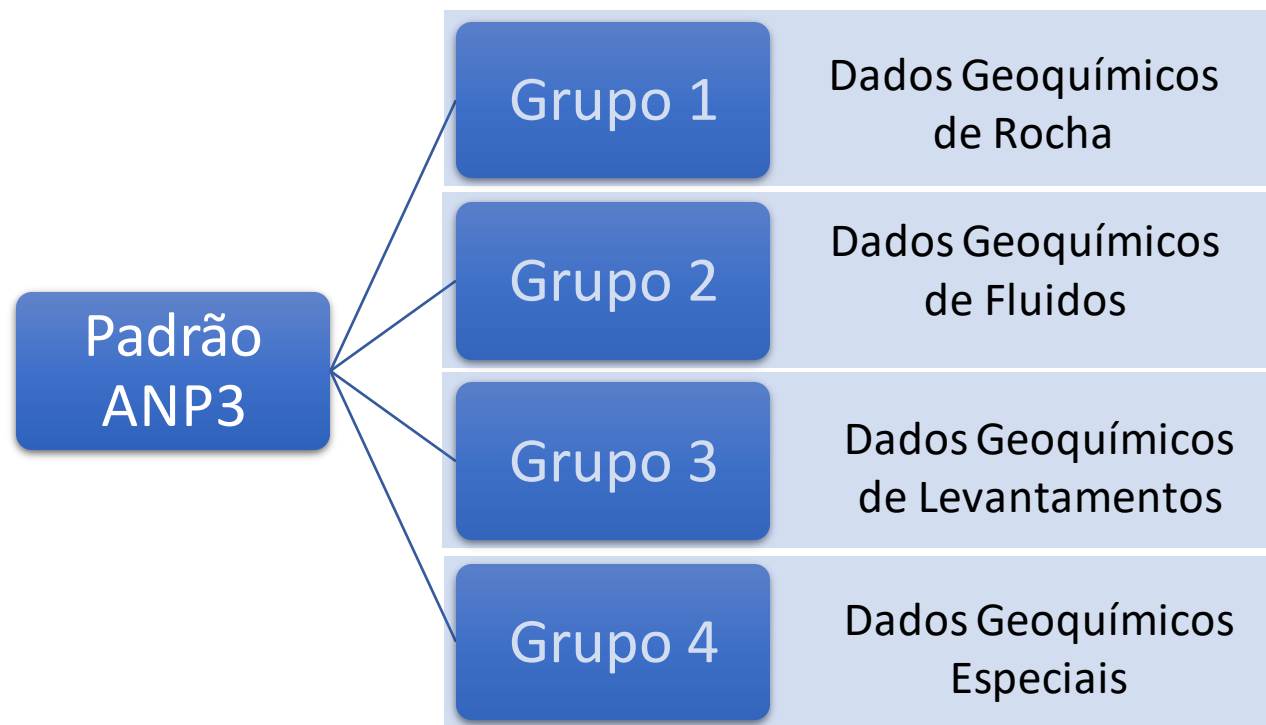 Padrão
ANP3
Grupo 1
Dados Geoquímicos
de Rocha
Grupo 2
Dados Geoquímicos
de Fluidos
Grupo 3
Dados Geoquímicos
de Levantamentos
Grupo 4
Dados Geoquímicos
Especiais